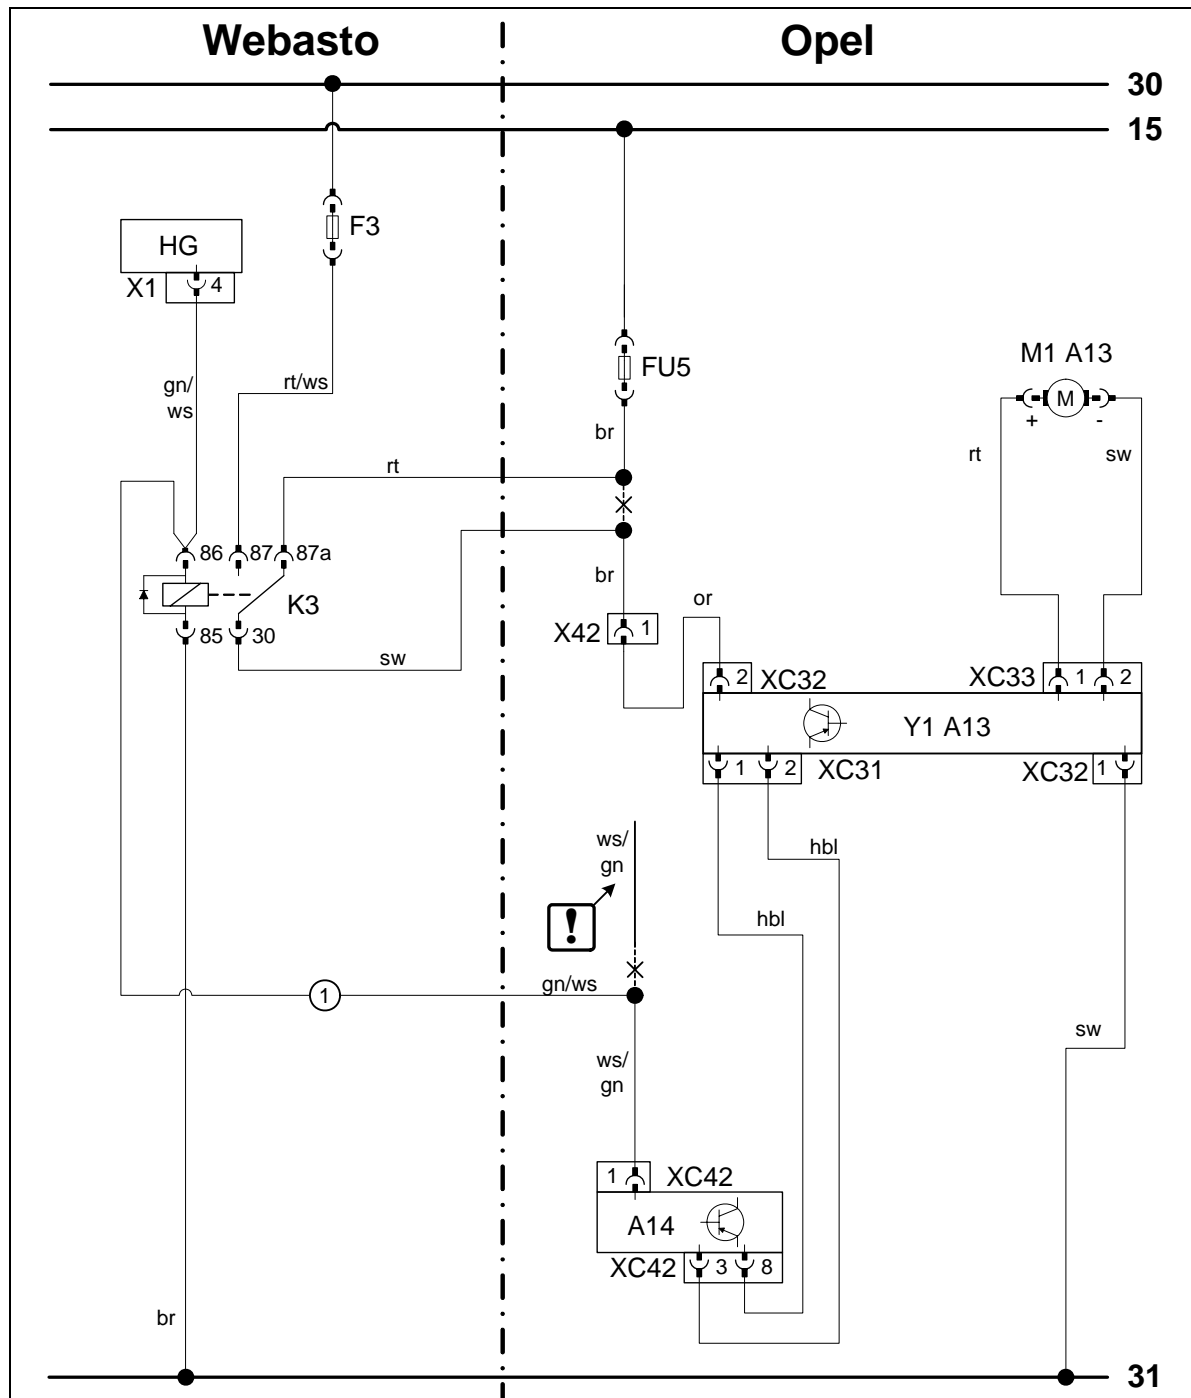 Webasto
Opel
30
15
F3
HG
X1
4
FU5
M1 A13
M
+
-
gn/
ws
rt/ws
br
rt
rt
sw
86
87
87a
K3
85
30
sw
br
or
X42
1
2
XC32
XC33
1
2
Y1 A13
1
2
XC31
XC32
1
ws/
gn
hbl
!
hbl
gn/ws
1
sw
ws/
gn
1
XC42
A14
XC42
3
8
br
31